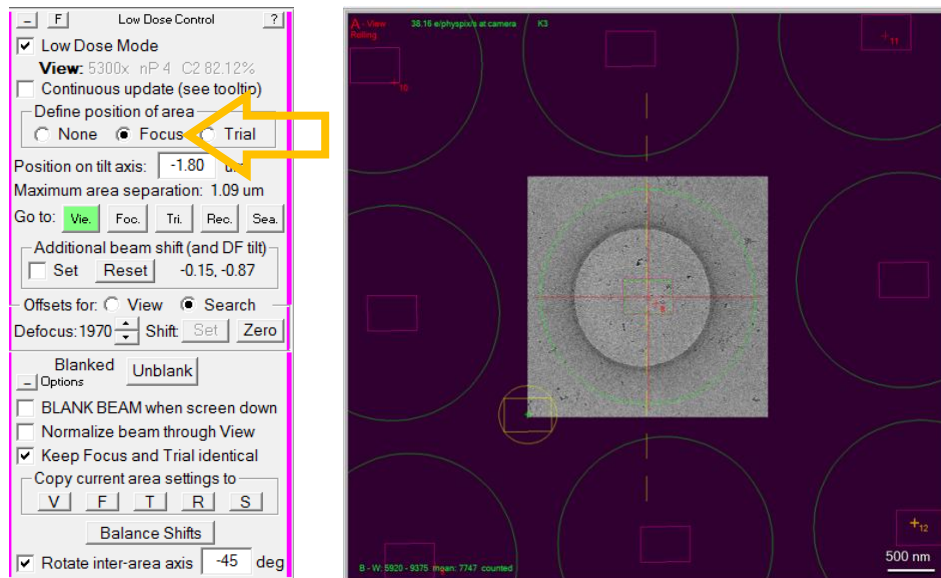 – F Low Dose Control ?
Low Dose Mode
View: 5300x nP 4 C2 82.12%
Continuous update (see tooltip)
Define position of area
None Focus Trial
Position on tilt axis: -1.80 um
Maximum area separation: 1.09 um
Go to: Vie. Foc. Tri. Rec. Sea.
Additional beam shift (and DF tilt)
Set Reset -0.15, -0.87
Offsets for: View Search
Defocus: 1970 Shift: Set Zero
Blanked Unblank
– Options
BLANK BEAM when screen down
Normalize beam through View
Keep Focus and Trial identical
Copy current area settings to
V F T R S
Balance Shifts
Rotate inter-area axis -45 deg
A - View 38.16 e/physpix/s at camera K3
Rolling
11
10
12
500 nm
B - W: 5920 - 9375 mean: 7747 counted